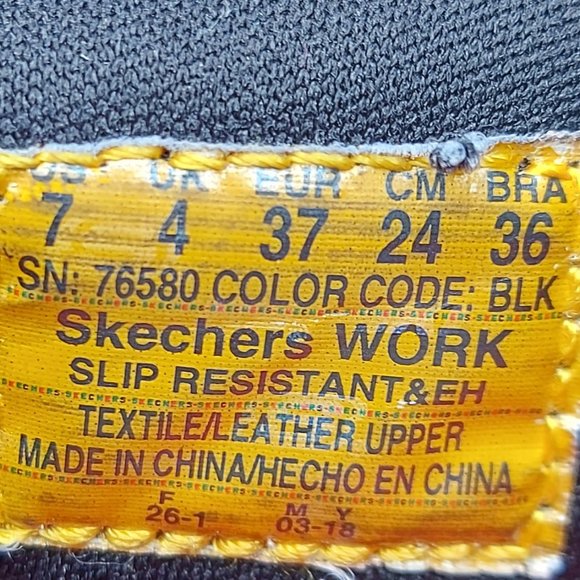 US UK EUR CM BRA
7 4 37 24 36
SN: 76580 COLOR CODE: BLK
Skechers WORK
SLIP RESISTANT&EH
TEXTILE/LEATHER UPPER
MADE IN CHINA/HECHO EN CHINA
F M Y
26-1 03-18